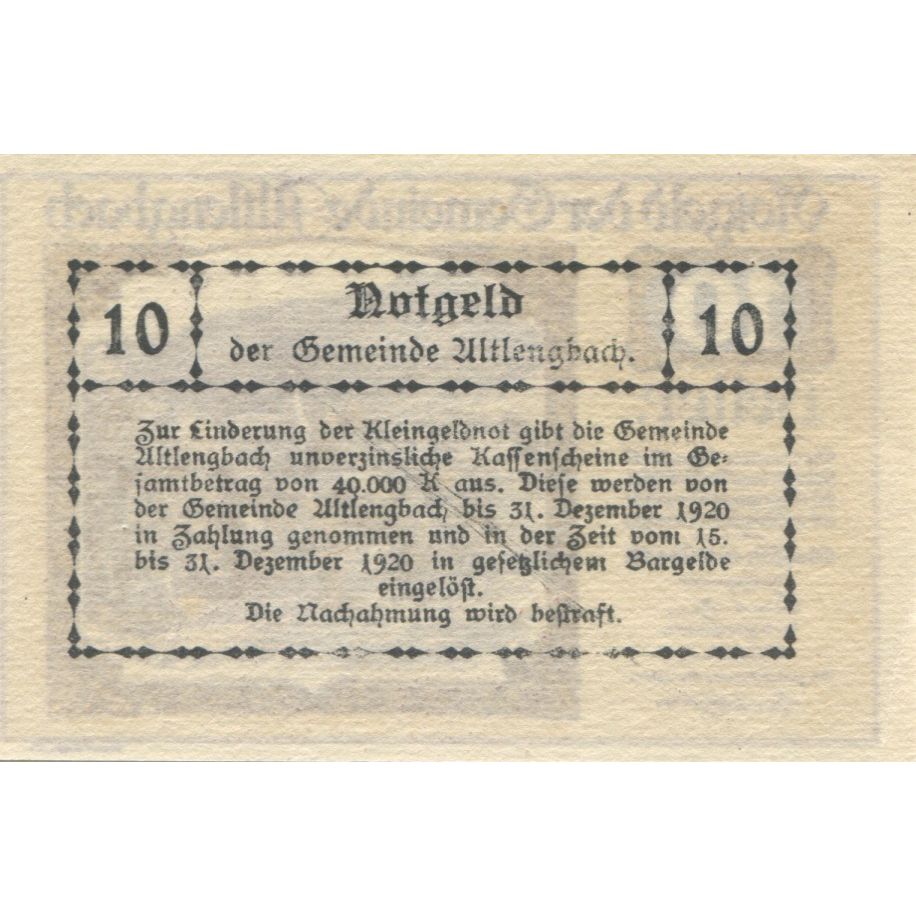 10
Notgeld
der Gemeinde Altlengbach.
10
Zur Linderung der Kleingeldnot gibt die Gemeinde
Altlengbach unverzinsliche Kassenscheine im Ge-
samtbetrag von 40.000 K aus. Diese werden von
der Gemeinde Altlengbach bis 31. Dezember 1920
in Zahlung genommen und in der Zeit vom 15.
bis 31. Dezember 1920 in gesetzlichem Bargelde
eingelöst.
Die Nachahmung wird bestraft.